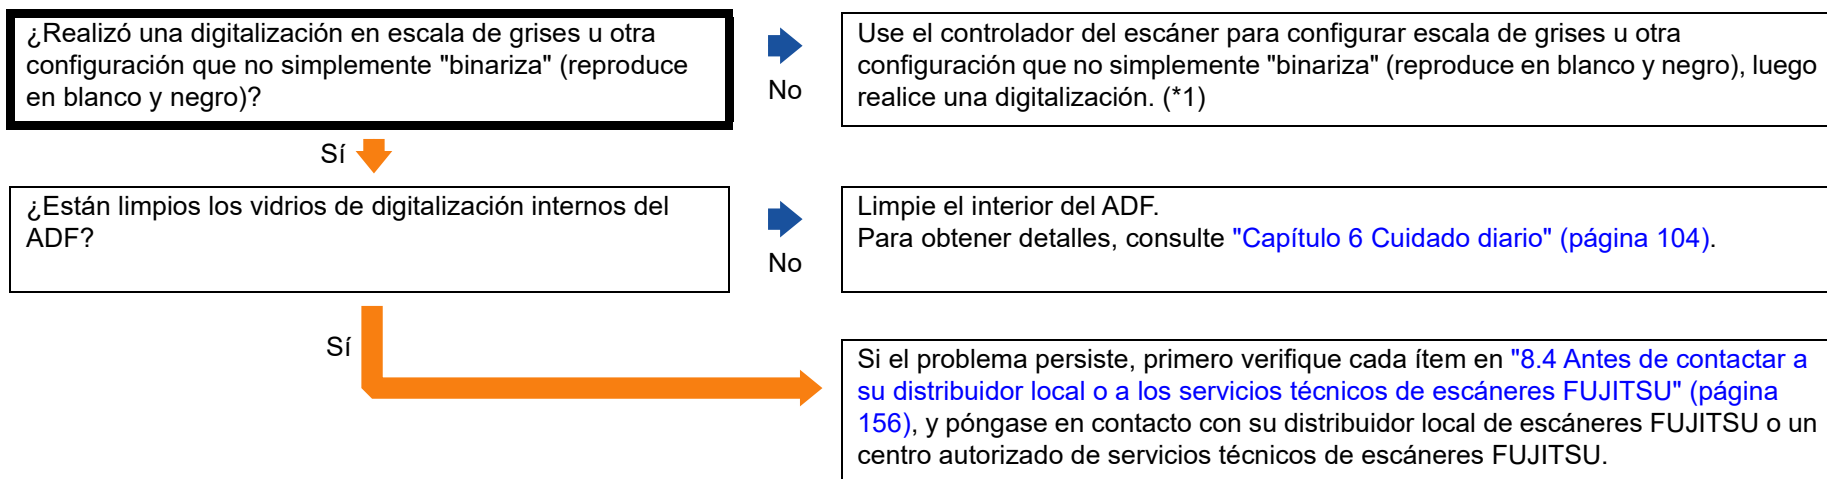 ¿Realizó una digitalización en escala de grises u otra
configuración que no simplemente "binariza" (reproduce
en blanco y negro)?
No
Use el controlador del escáner para configurar escala de grises u otra
configuración que no simplemente "binariza" (reproduce en blanco y negro), luego
realice una digitalización. (*1)
Sí
¿Están limpios los vidrios de digitalización internos del
ADF?
No
Limpie el interior del ADF.
Para obtener detalles, consulte "Capítulo 6 Cuidado diario" (página 104).
Sí
Si el problema persiste, primero verifique cada ítem en "8.4 Antes de contactar a
su distribuidor local o a los servicios técnicos de escáneres FUJITSU" (página
156), y póngase en contacto con su distribuidor local de escáneres FUJITSU o un
centro autorizado de servicios técnicos de escáneres FUJITSU.